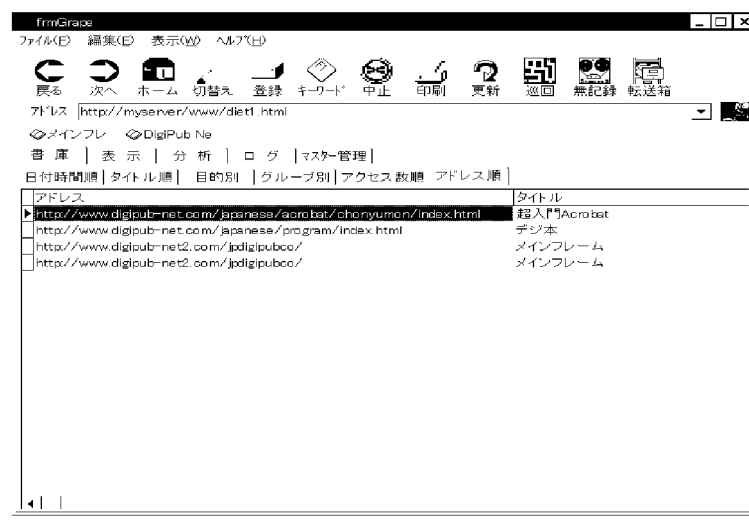 frmGrape
ファイル(F) 編集(E) 表示(W) ヘルプ(H)
戻る 次へ ホーム 切替え 登録 キーワード 中止 印刷 更新 巡回 無記録 転送箱
アドレス http://myserver/www/diet1.html
メインフレ DigiPub Ne
書 庫 表 示 分 析 ロ グ マスター管理
日付時間順 タイトル順 目的別 グループ別 アクセス数順 アドレス順
アドレス タイトル
http://www.digipub-net.com/japanese/acrobat/chonyumon/index.html 超入門Acrobat
http://www.digipub-net.com/japanese/program/index.html デジ本
http://www.digipub-net2.com/jpdigipubco/ メインフレーム
http://www.digipub-net2.com/jpdigipubco/ メインフレーム